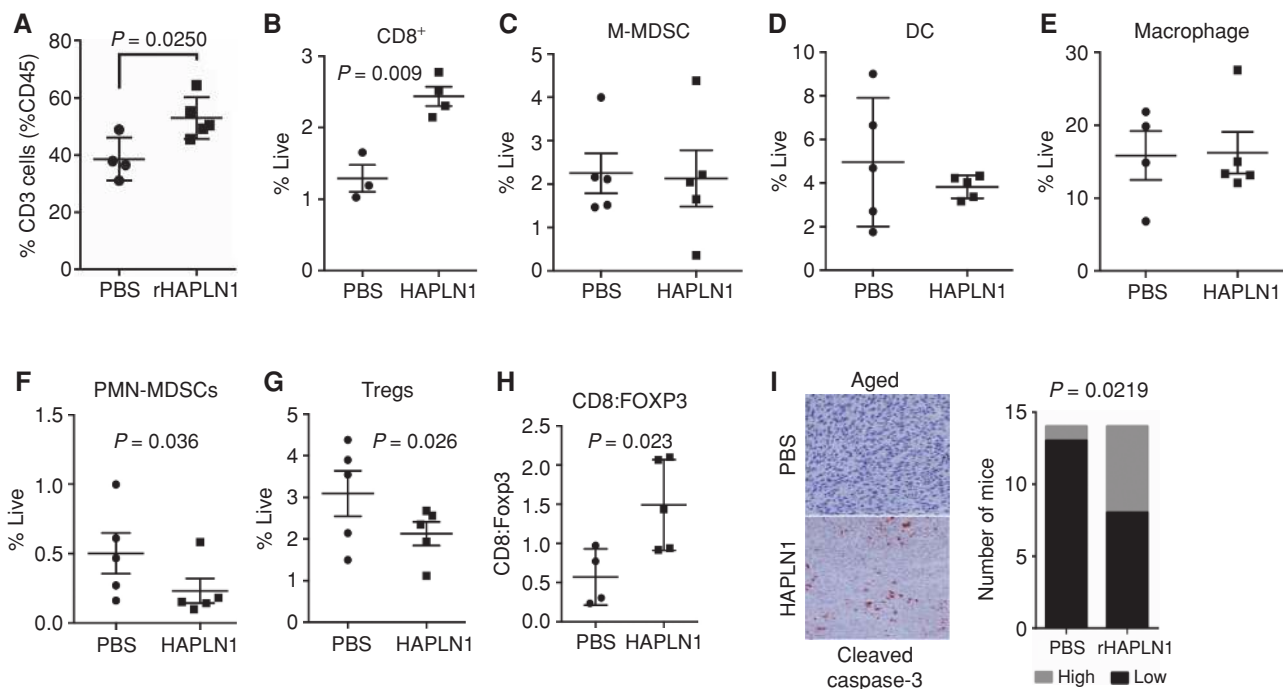 A
P = 0.0250
% CD3 cells (%CD45)
80
60
40
20
0
PBS rHAPLN1
B
CD8+
P = 0.009
% Live
3
2
1
0
PBS HAPLN1
C
M-MDSC
% Live
5
4
3
2
1
0
PBS HAPLN1
D
DC
% Live
10
8
6
4
2
0
PBS HAPLN1
E
Macrophage
% Live
30
20
10
0
PBS HAPLN1
F
PMN-MDSCs
P = 0.036
% Live
1.5
1.0
0.5
0.0
PBS HAPLN1
G
Tregs
P = 0.026
% Live
5
4
3
2
1
0
PBS HAPLN1
H
CD8:FOXP3
P = 0.023
CD8:Foxp3
2.5
2.0
1.5
1.0
0.5
0.0
PBS HAPLN1
I
Aged
PBS
HAPLN1
Cleaved
caspase-3
P = 0.0219
Number of mice
15
10
5
0
PBS rHAPLN1
High Low